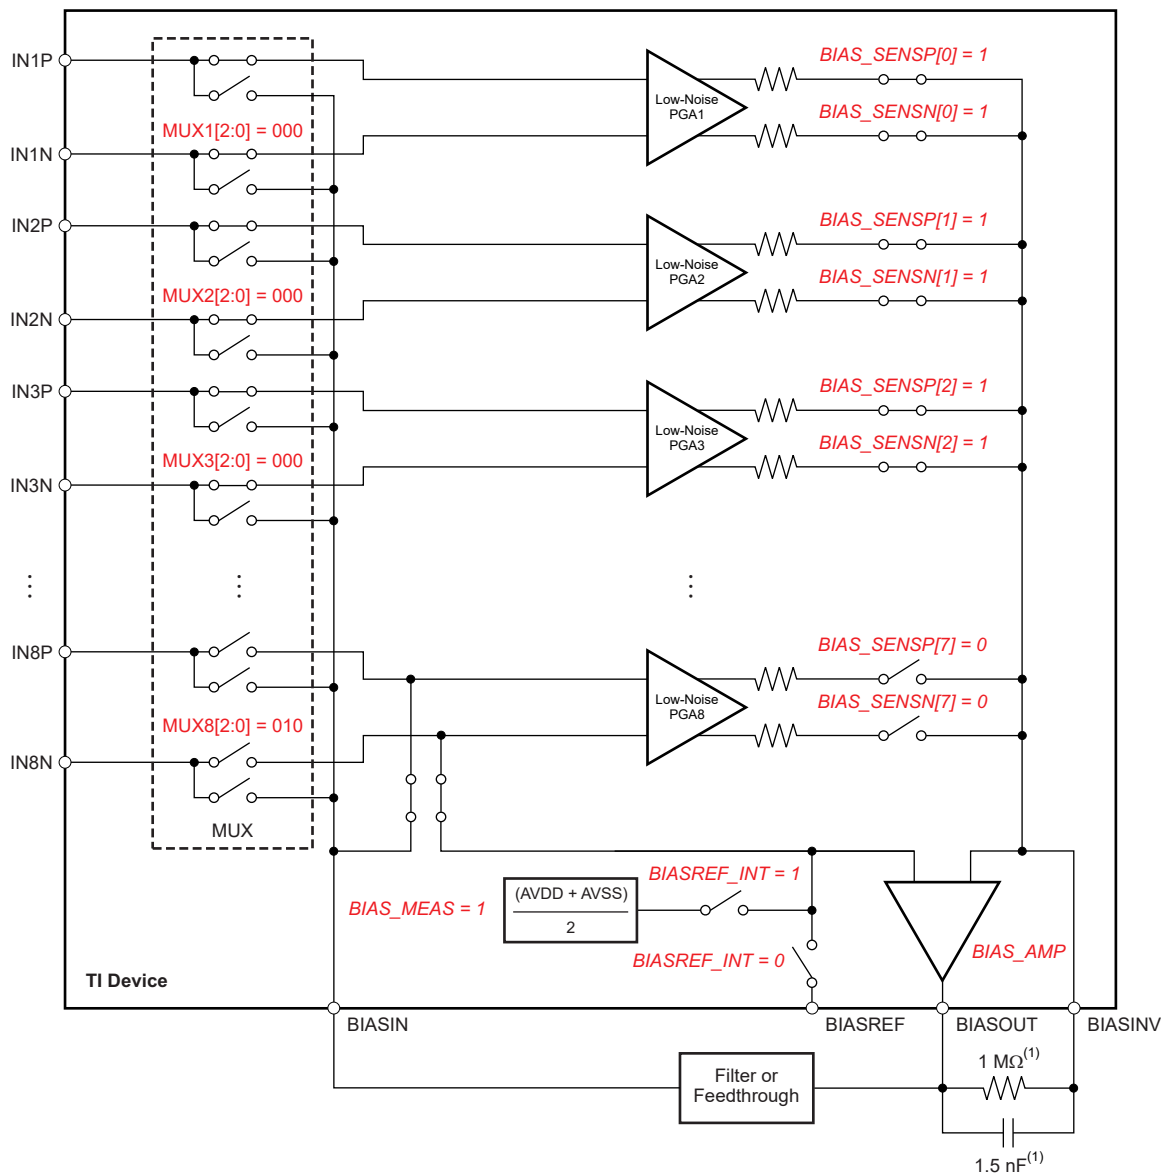 IN1P
BIAS_SENSP[0] = 1
Low-Noise
PGA1
BIAS_SENSN[0] = 1
MUX1[2:0] = 000
IN1N
IN2P
BIAS_SENSP[1] = 1
Low-Noise
PGA2
BIAS_SENSN[1] = 1
MUX2[2:0] = 000
IN2N
IN3P
BIAS_SENSP[2] = 1
Low-Noise
PGA3
BIAS_SENSN[2] = 1
MUX3[2:0] = 000
IN3N
IN8P
BIAS_SENSP[7] = 0
Low-Noise
PGA8
BIAS_SENSN[7] = 0
MUX8[2:0] = 010
IN8N
MUX
BIASREF_INT = 1
(AVDD + AVSS)
2
BIAS_MEAS = 1
BIASREF_INT = 0
BIAS_AMP
TI Device
BIASIN
BIASREF
BIASOUT
BIASINV
Filter or
Feedthrough
1 MΩ(1)
1.5 nF(1)